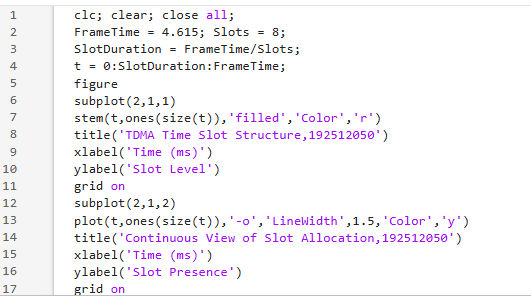 1 clc; clear; close all;
2 FrameTime = 4.615; Slots = 8;
3 SlotDuration = FrameTime/Slots;
4 t = 0:SlotDuration:FrameTime;
5 figure
6 subplot(2,1,1)
7 stem(t,ones(size(t)),'filled','Color','r')
8 title('TDMA Time Slot Structure,192512050')
9 xlabel('Time (ms)')
10 ylabel('Slot Level')
11 grid on
12 subplot(2,1,2)
13 plot(t,ones(size(t)),'-o','LineWidth',1.5,'Color','y')
14 title('Continuous View of Slot Allocation,192512050')
15 xlabel('Time (ms)')
16 ylabel('Slot Presence')
17 grid on